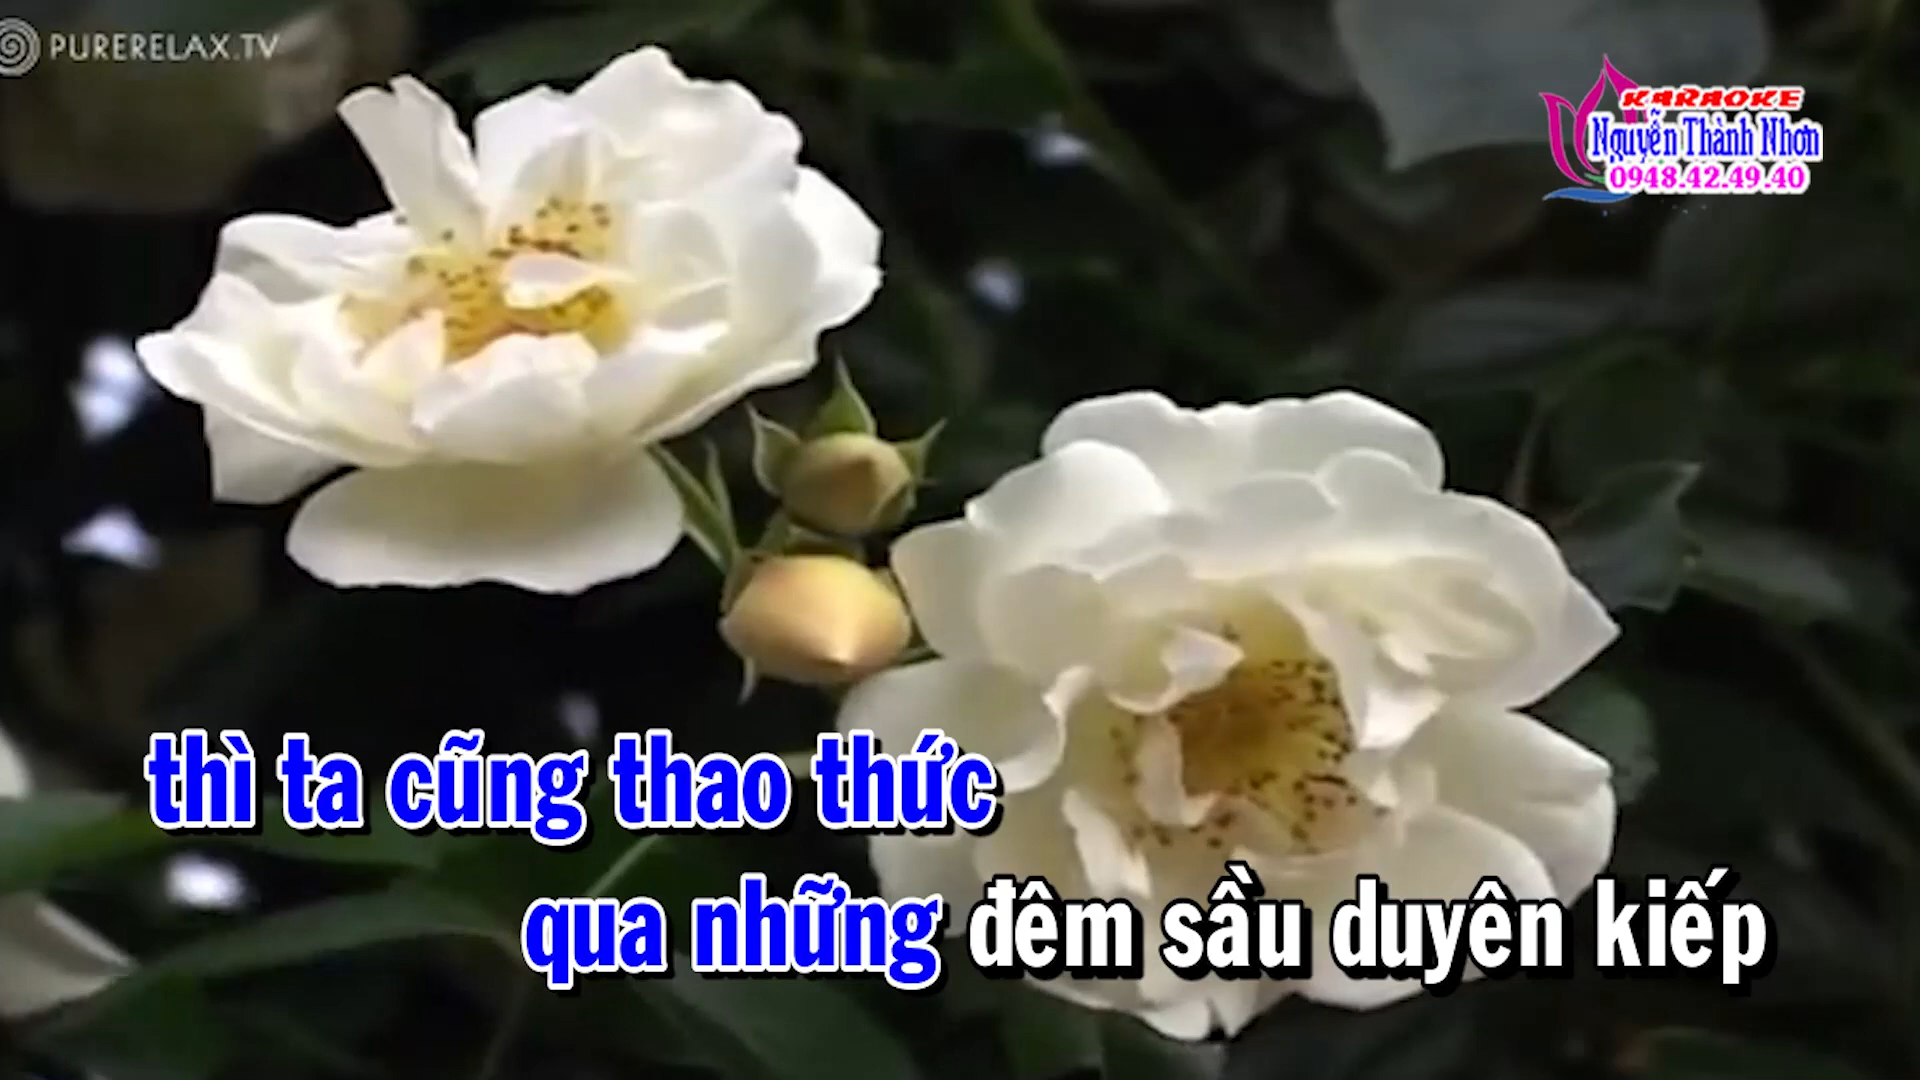 PURERELAX.TV
KARAOKE
Nguyễn Thành Nhơn
0948.42.49.40
thì ta cũng thao thức
qua những đêm sầu duyên kiếp